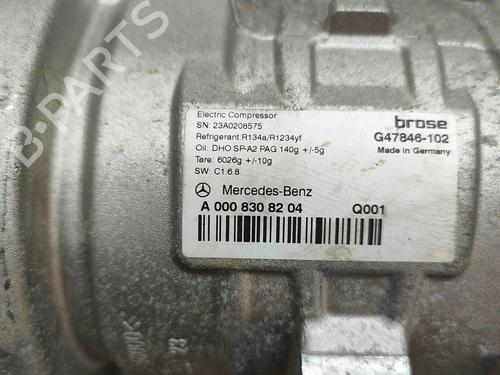 Electric Compressor
SN: 23A0208575
Refrigerant:R134a/R1234yf
Oil: DHO SP-A2 PAG 140g +/-5g
Tare: 6026g +/-10g
SW: C1.6.8
brose
G47846-102
Made in Germany
Mercedes-Benz
A 000 830 82 04 Q001